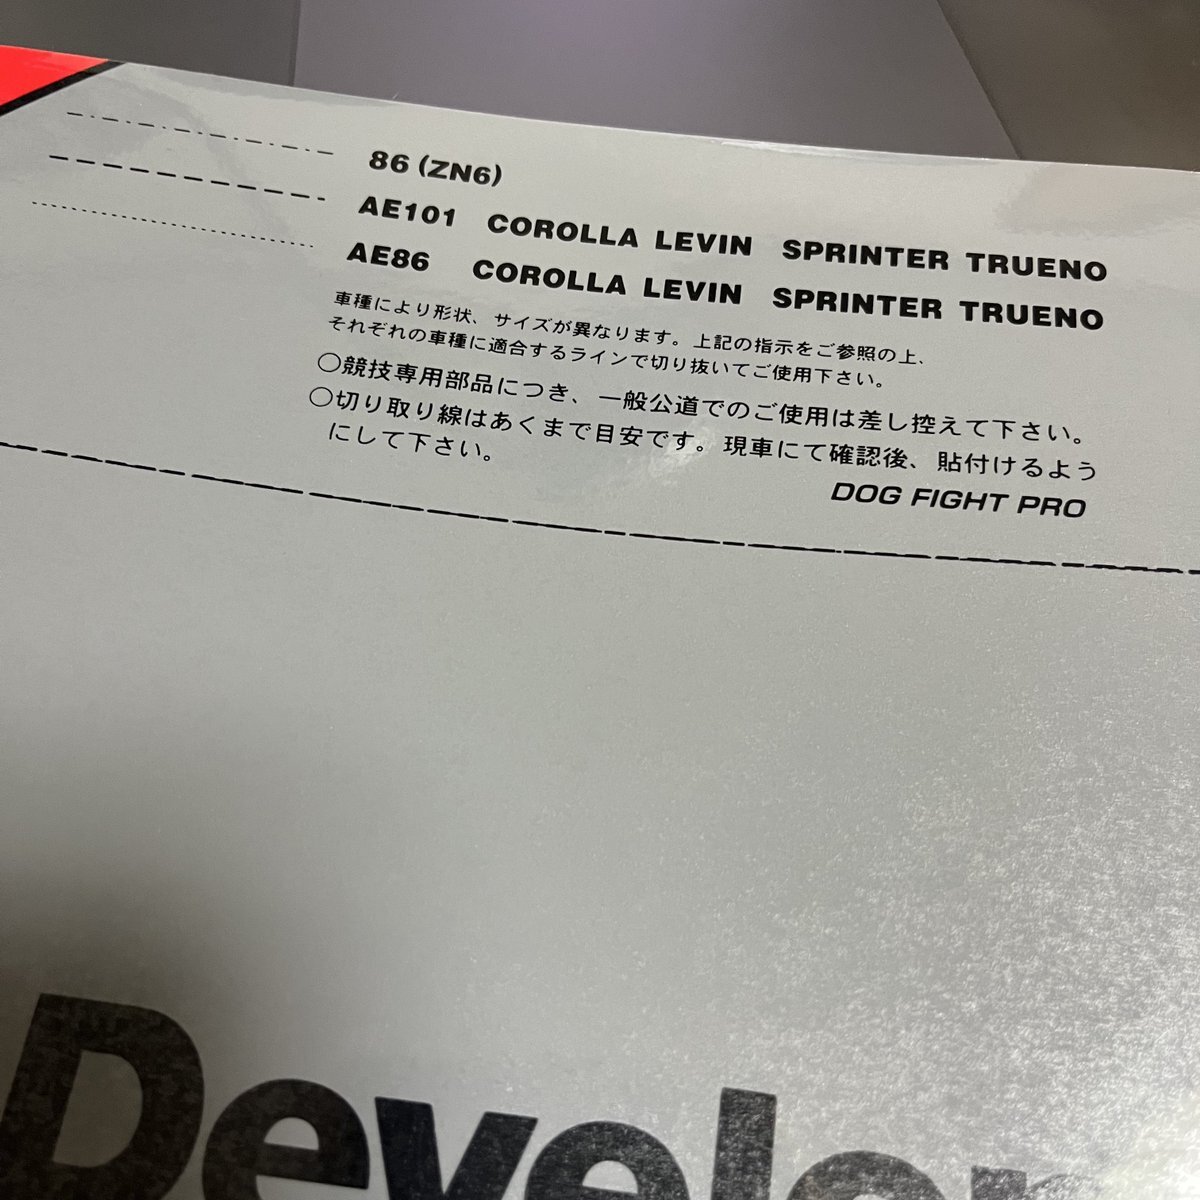 86 (ZN6)
AE101 COROLLA LEVIN SPRINTER TRUENO
AE86 COROLLA LEVIN SPRINTER TRUENO
車種により形状、サイズが異なります。上記の指示をご参照の上、
それぞれの車種に適合するラインで切り抜いてご使用下さい。
○競技専用部品につき、一般公道でのご使用は差し控えて下さい。
○切り取り線はあくまで目安です。現車にて確認後、貼付けるよう
にして下さい。
DOG FIGHT PRO